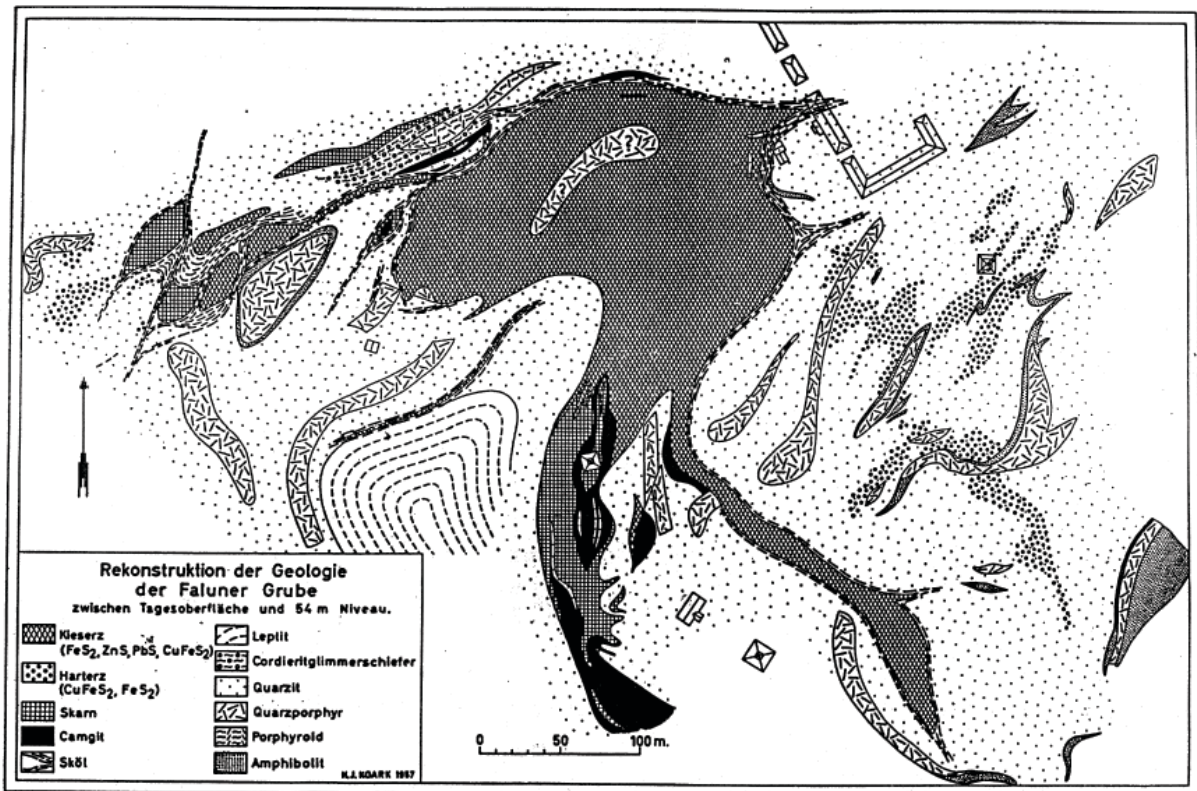 Rekonstruktion der Geologie
der Faluner Grube
zwischen Tagesoberfläche und 54 m Niveau.
Kieserz
(FeS2, ZnS, PbS, CuFeS2)
Harterz
(CuFeS2, FeS2)
Skarn
Camgit
Sköl
Leptit
Cordieritglimmerschiefer
Quarzit
Quarzporphyr
Porphyroid
Amphibolit
N.J. KOARK 1957
0 50 100 m.
? ? ?